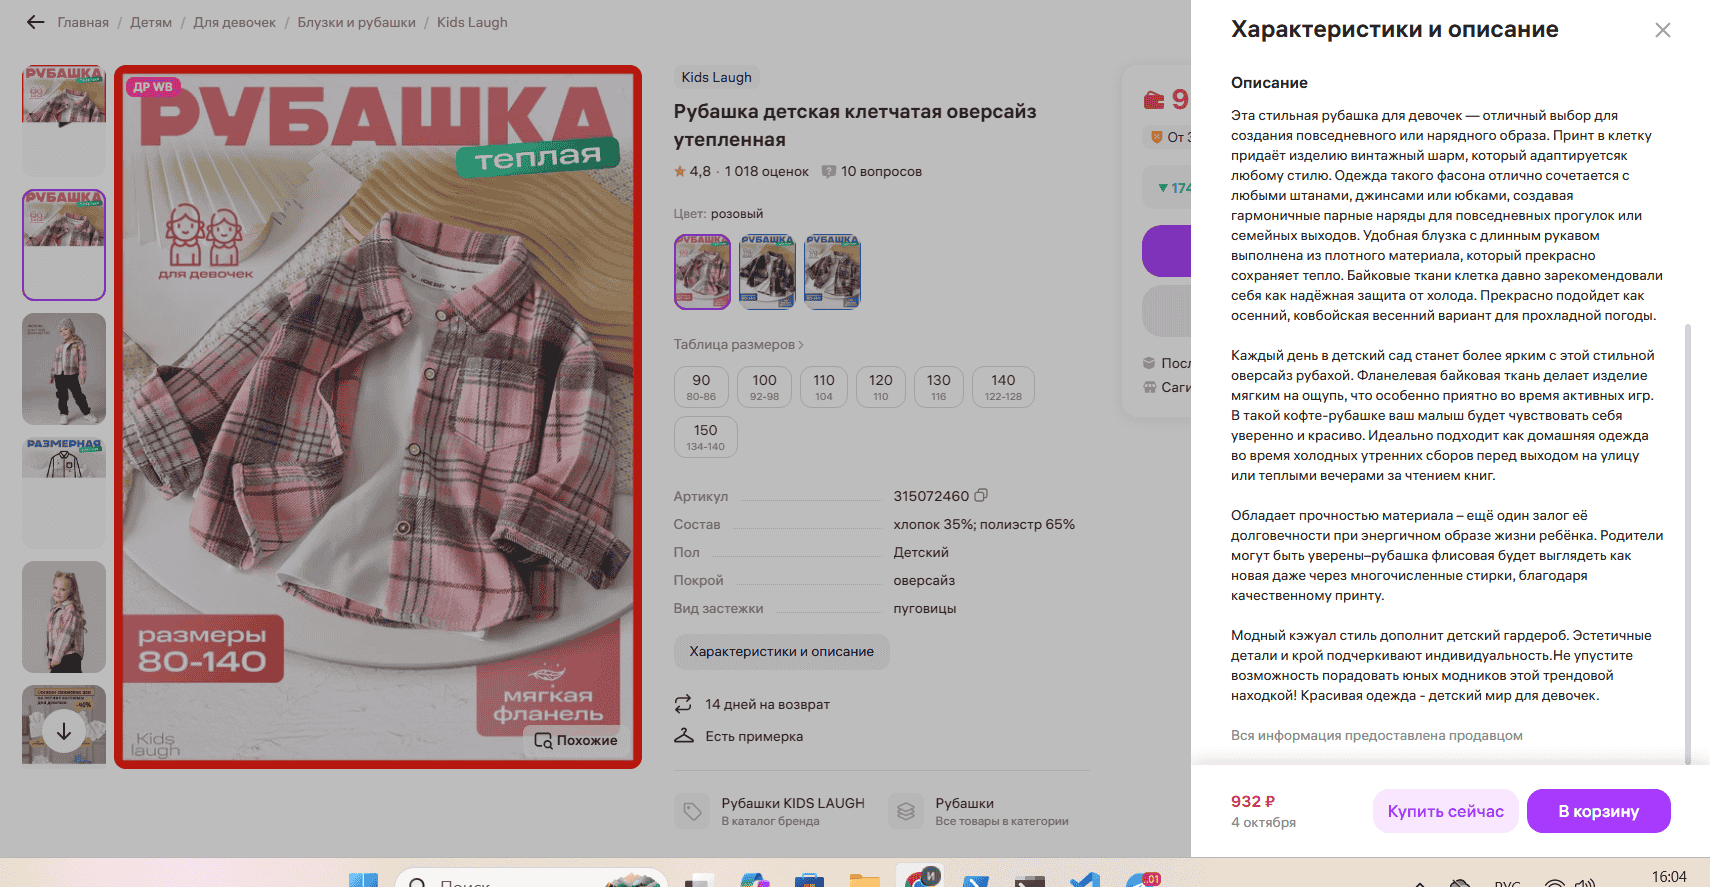 Главная / Детям / Для девочек / Блузки и рубашки / Kids Laugh
ДР WB
РУБАШКА
теплая
для девочек
размеры
80-140
мягкая
фланель
Kids
laugh
Похожие
РУБАШКА
РУБАШКА
РАЗМЕРНАЯ
Kids Laugh
Рубашка детская клетчатая оверсайз
утепленная
4,8 · 1 018 оценок 10 вопросов
Цвет: розовый
РУБАШКА РУБАШКА РУБАШКА
Таблица размеров
90 100 110 120 130 140
80-86 92-98 104 110 116 122-128
150
134-140
Артикул 315072460
Состав хлопок 35%; полиэстр 65%
Пол Детский
Покрой оверсайз
Вид застежки пуговицы
Характеристики и описание
14 дней на возврат
Есть примерка
Рубашки KIDS LAUGH
В каталог бренда
Рубашки
Все товары в категории
9
От
174
Посл
Саги
Характеристики и описание
Описание
Эта стильная рубашка для девочек — отличный выбор для
создания повседневного или нарядного образа. Принт в клетку
придаёт изделию винтажный шарм, который адаптируетсяк
любому стилю. Одежда такого фасона отлично сочетается с
любыми штанами, джинсами или юбками, создавая
гармоничные парные наряды для повседневных прогулок или
семейных выходов. Удобная блузка с длинным рукавом
выполнена из плотного материала, который прекрасно
сохраняет тепло. Байковые ткани клетка давно зарекомендовали
себя как надёжная защита от холода. Прекрасно подойдет как
осенний, ковбойская весенний вариант для прохладной погоды.
Каждый день в детский сад станет более ярким с этой стильной
оверсайз рубахой. Фланелевая байковая ткань делает изделие
мягким на ощупь, что особенно приятно во время активных игр.
В такой кофте-рубашке ваш малыш будет чувствовать себя
уверенно и красиво. Идеально подходит как домашняя одежда
во время холодных утренних сборов перед выходом на улицу
или теплыми вечерами за чтением книг.
Обладает прочностью материала – ещё один залог её
долговечности при энергичном образе жизни ребёнка. Родители
могут быть уверены–рубашка флисовая будет выглядеть как
новая даже через многочисленные стирки, благодаря
качественному принту.
Модный кэжуал стиль дополнит детский гардероб. Эстетичные
детали и крой подчеркивают индивидуальность.Не упустите
возможность порадовать юных модников этой трендовой
находкой! Красивая одежда - детский мир для девочек.
Вся информация предоставлена продавцом
932 ₽
4 октября
Купить сейчас
В корзину
Поиск
И
РУС
16:04